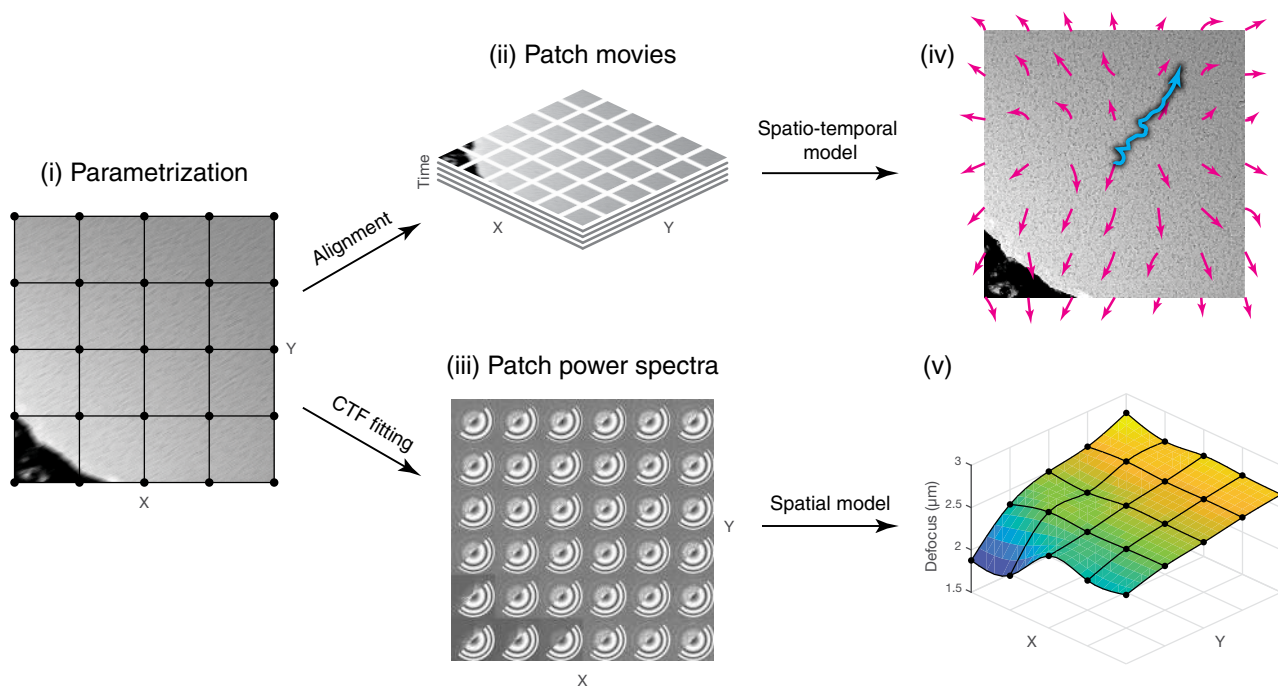 (i) Parametrization
Y
X
Alignment
CTF fitting
(ii) Patch movies
Time
X
Y
(iii) Patch power spectra
Y
X
Spatio-temporal
model
Spatial model
(iv)
(v)
3
2.5
2
1.5
Defocus (μm)
X
Y